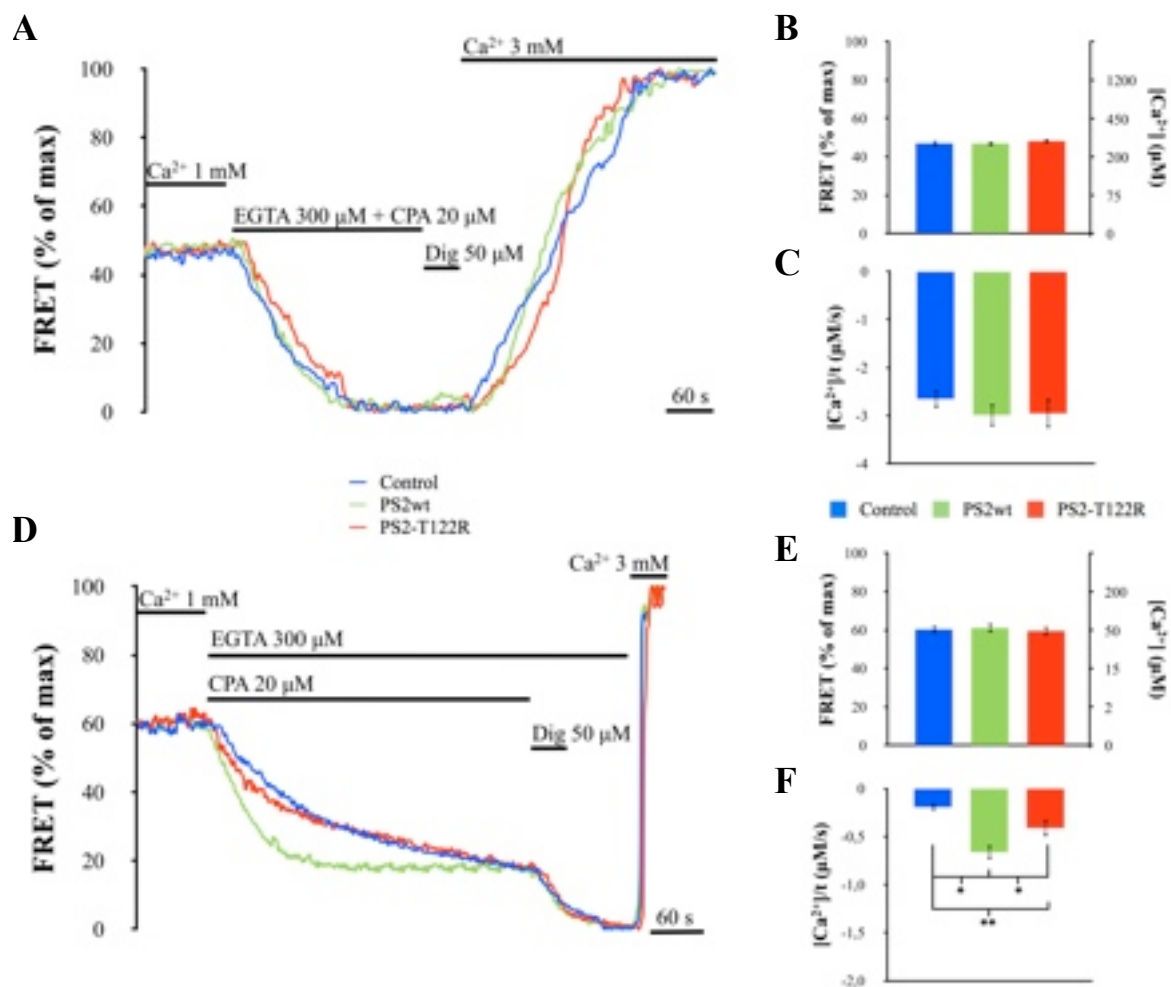 A
Ca²⁺ 3 mM
100
80
60
40
20
0
FRET (% of max)
Ca²⁺ 1 mM
EGTA 300 µM + CPA 20 µM
Dig 50 µM
60 s
Control
PS2wt
PS2-T122R
B
100
80
60
40
20
0
FRET (% of max)
1200
450
200
75
0
[Ca²⁺] (µM)
C
0
-1
-2
-3
-4
[Ca²⁺]/t (µM/s)
Control PS2wt PS2-T122R
D
Ca²⁺ 3 mM
100
80
60
40
20
0
FRET (% of max)
Ca²⁺ 1 mM
EGTA 300 µM
CPA 20 µM
Dig 50 µM
60 s
E
100
80
60
40
20
0
FRET (% of max)
200
50
15
2
0
[Ca²⁺] (µM)
F
0
-0,5
-1,0
-1,5
-2,0
[Ca²⁺]/t (µM/s)
* *
**